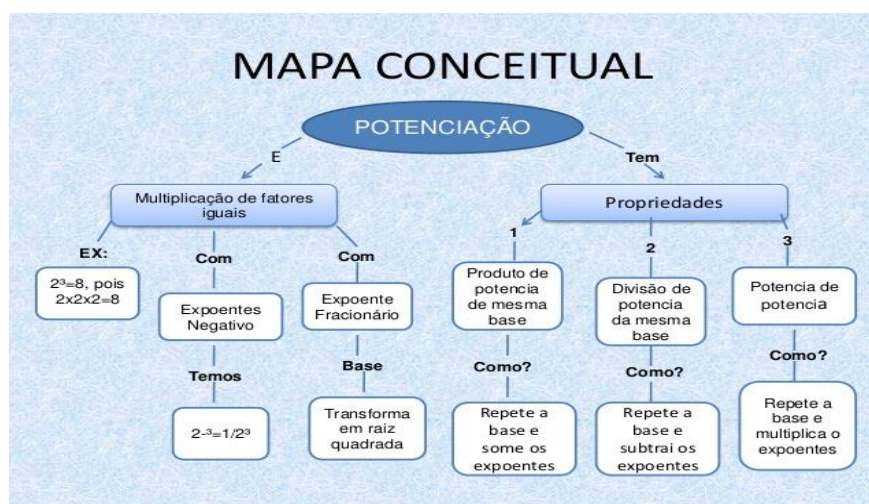 MAPA CONCEITUAL
POTENCIAÇÃO
E
Tem
Multiplicação de fatores
iguais
Propriedades
EX:
Com
Com
1
2
3
2³=8, pois
2x2x2=8
Expoentes
Negativo
Expoente
Fracionário
Produto de
potencia
de mesma
base
Divisão de
potencia
da mesma
base
Potencia de
potencia
Temos
Base
Como?
Como?
Como?
2-³=1/2³
Transforma
em raiz
quadrada
Repete a
base e
some os
expoentes
Repete a
base e
subtrai os
expoentes
Repete a
base e
multiplica o
expoentes